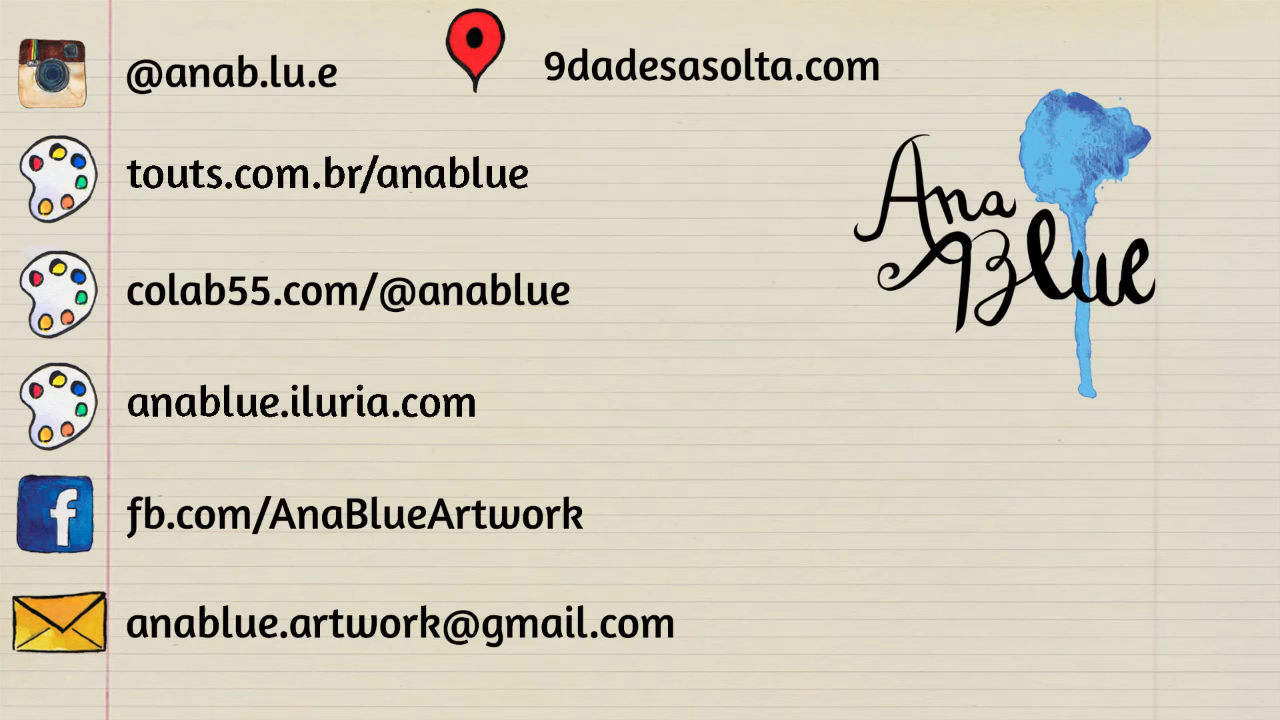 @anab.lu.e
9dadesasolta.com
touts.com.br/anablue
colab55.com/@anablue
anablue.iluria.com
fb.com/AnaBlueArtwork
anablue.artwork@gmail.com
Ana
Blue